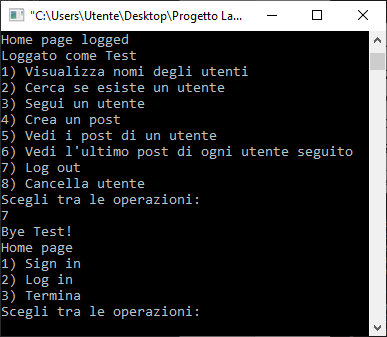 "C:\Users\Utente\Desktop\Progetto La...
Home page logged
Loggato come Test
1) Visualizza nomi degli utenti
2) Cerca se esiste un utente
3) Segui un utente
4) Crea un post
5) Vedi i post di un utente
6) Vedi l'ultimo post di ogni utente seguito
7) Log out
8) Cancella utente
Scegli tra le operazioni:
7
Bye Test!
Home page
1) Sign in
2) Log in
3) Termina
Scegli tra le operazioni: